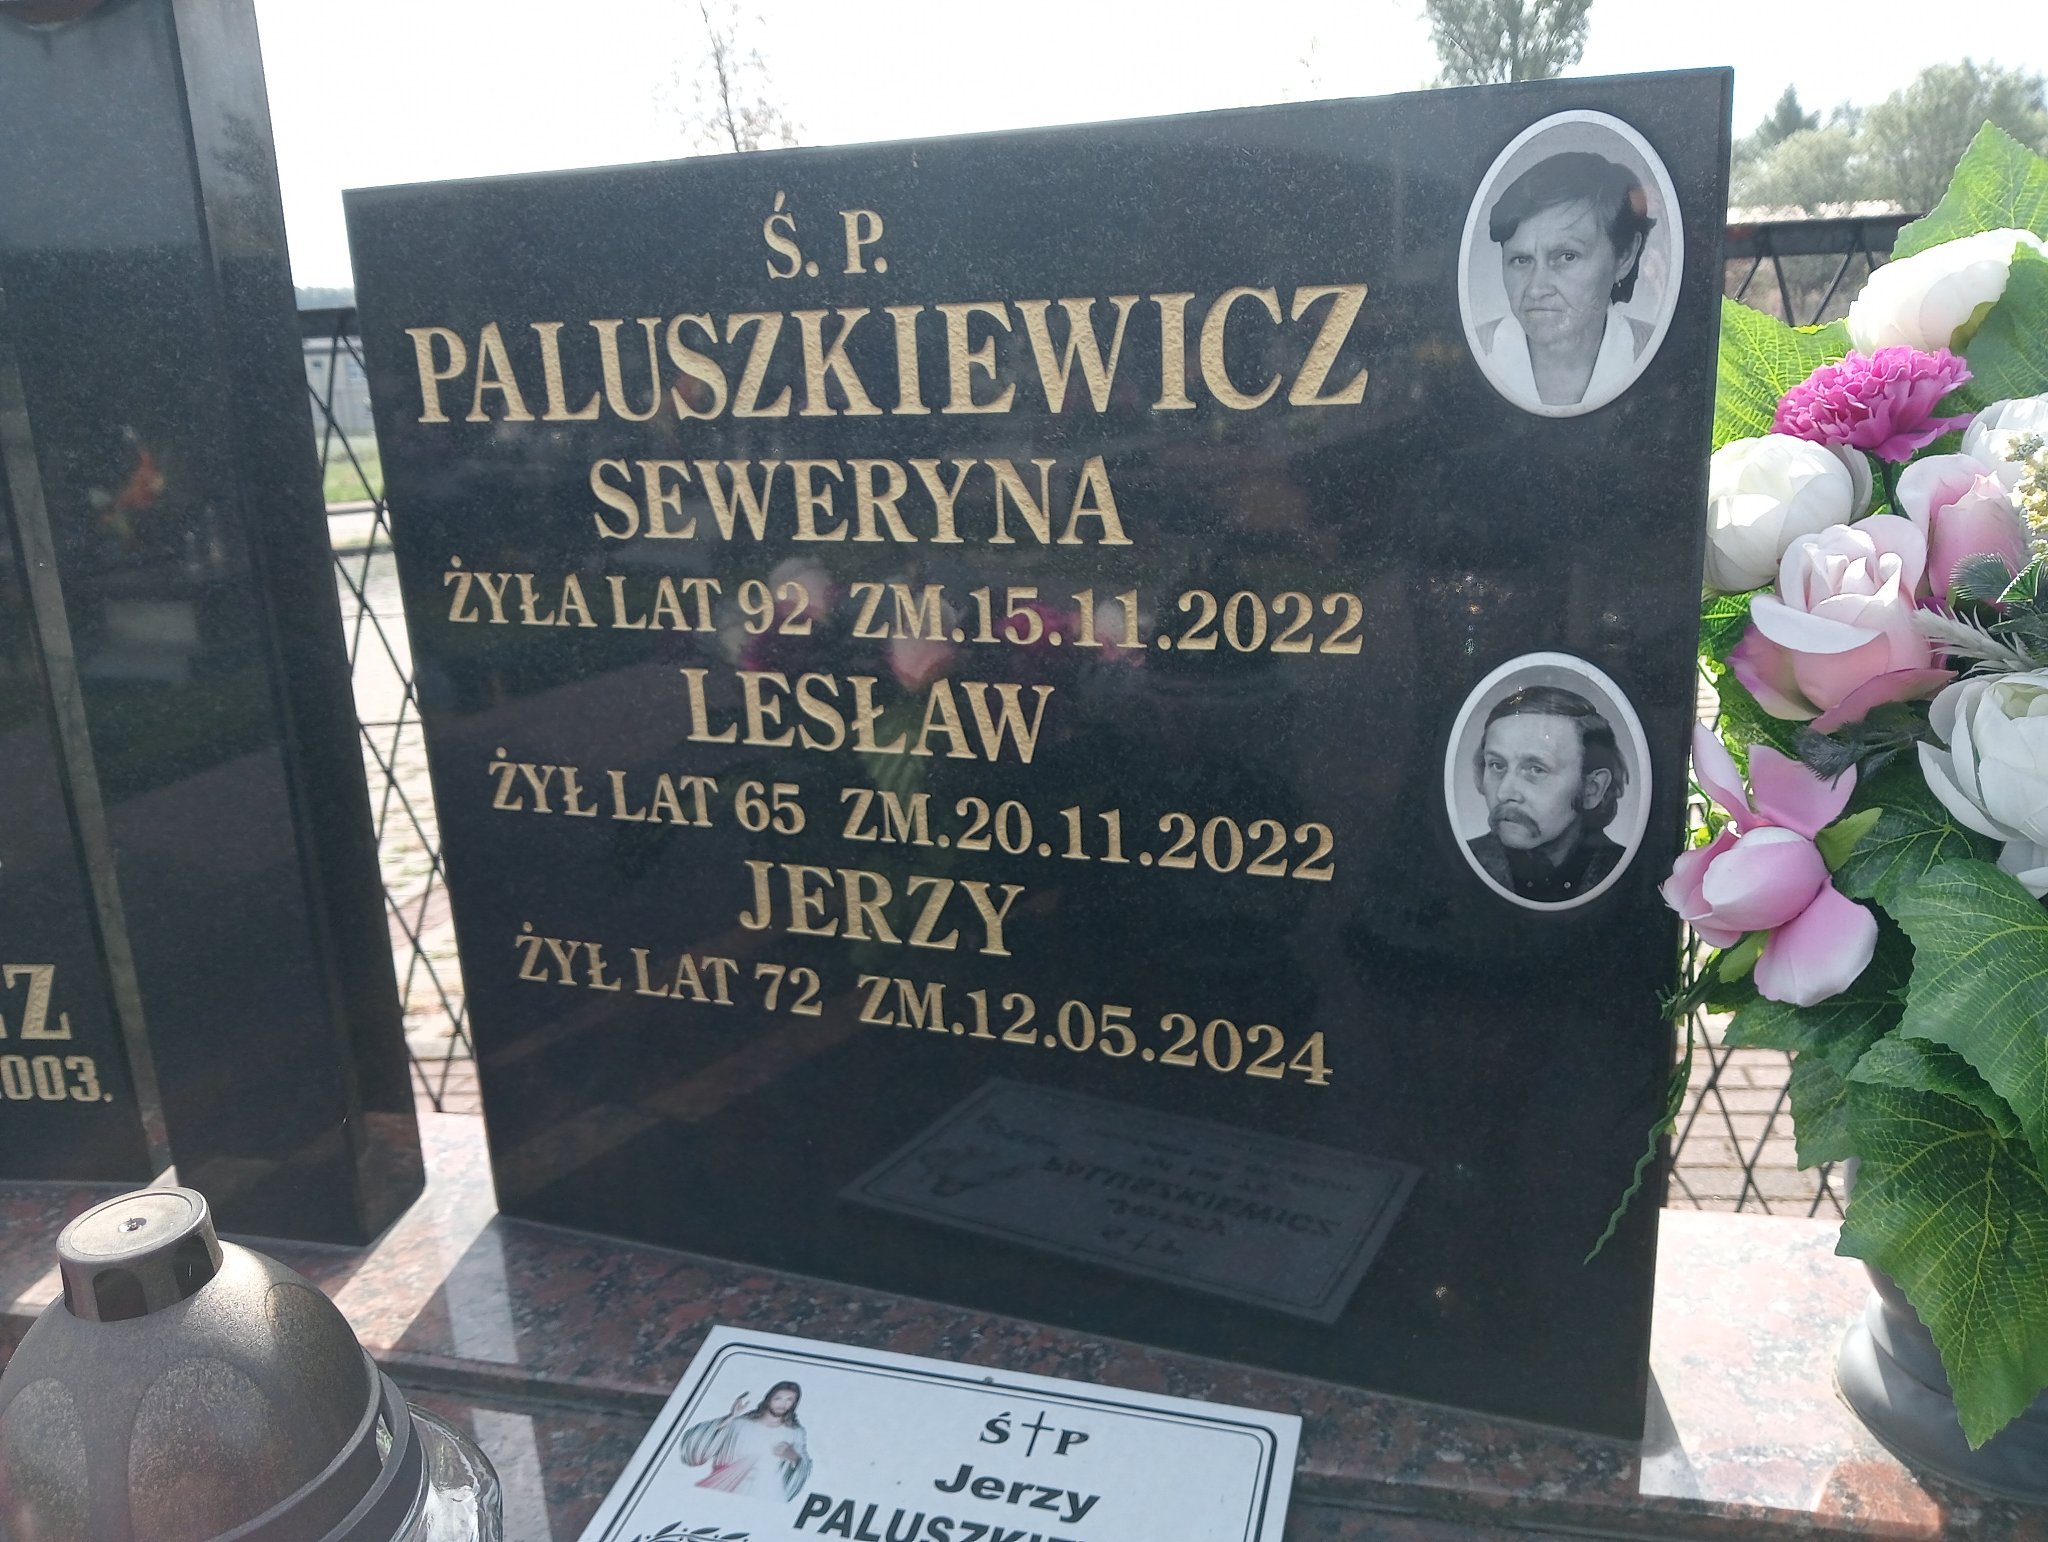 Ś. P.
PALUSZKIEWICZ
SEWERYNA
ŻYŁA LAT 92 ZM.15.11.2022
LESŁAW
ŻYŁ LAT 65 ZM.20.11.2022
JERZY
ŻYŁ LAT 72 ZM.12.05.2024
Ś†P
Jerzy